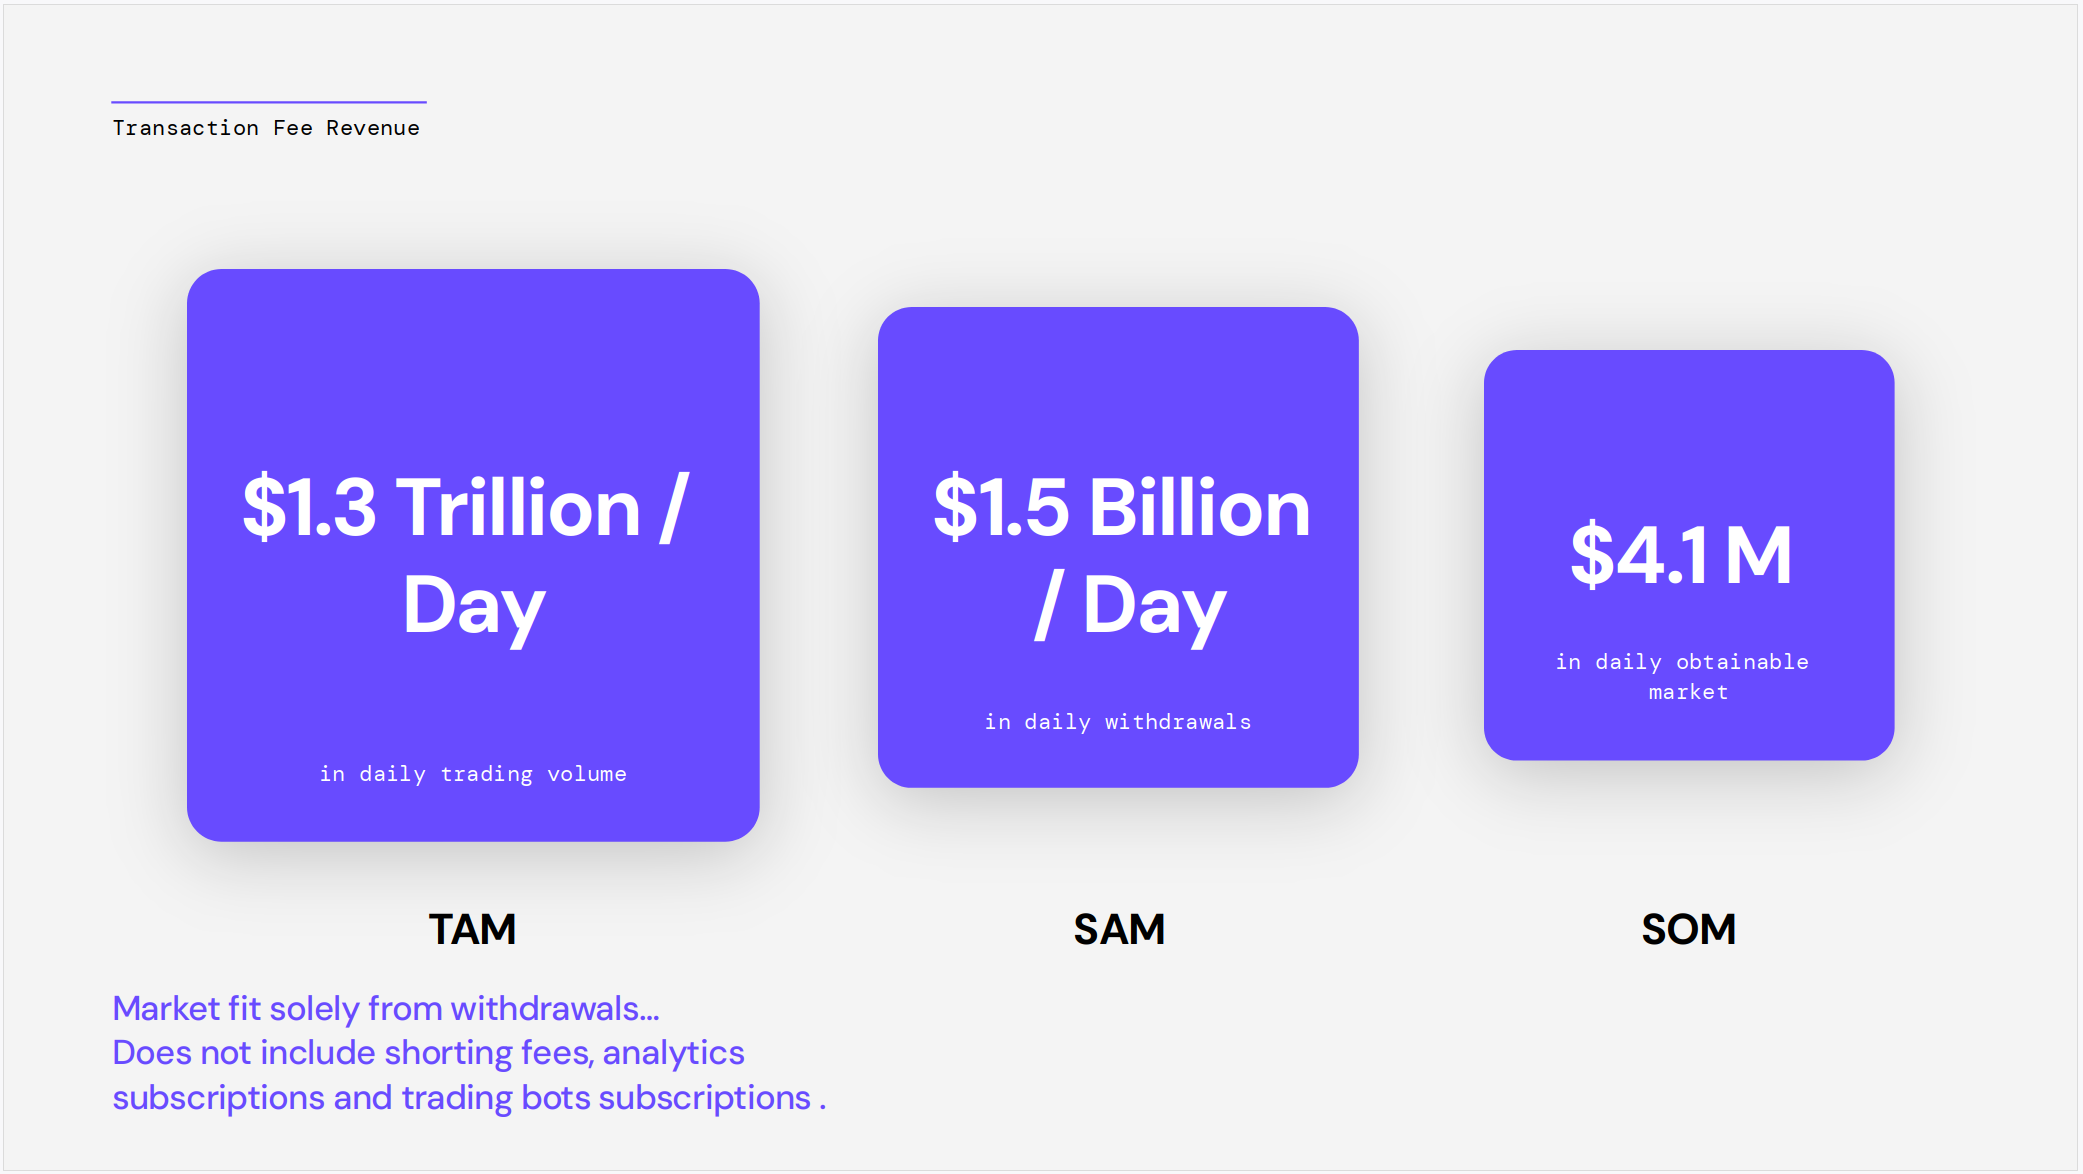 Transaction Fee Revenue
$1.3 Trillion /
Day
in daily trading volume
$1.5 Billion
/ Day
in daily withdrawals
$4.1 M
in daily obtainable
market
TAM
SAM
SOM
Market fit solely from withdrawals...
Does not include shorting fees, analytics
subscriptions and trading bots subscriptions .